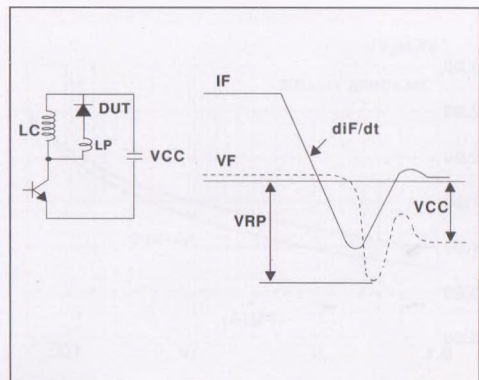 IF
DUT
diF/dt
LC
LP
VCC
VF
VRP
VCC